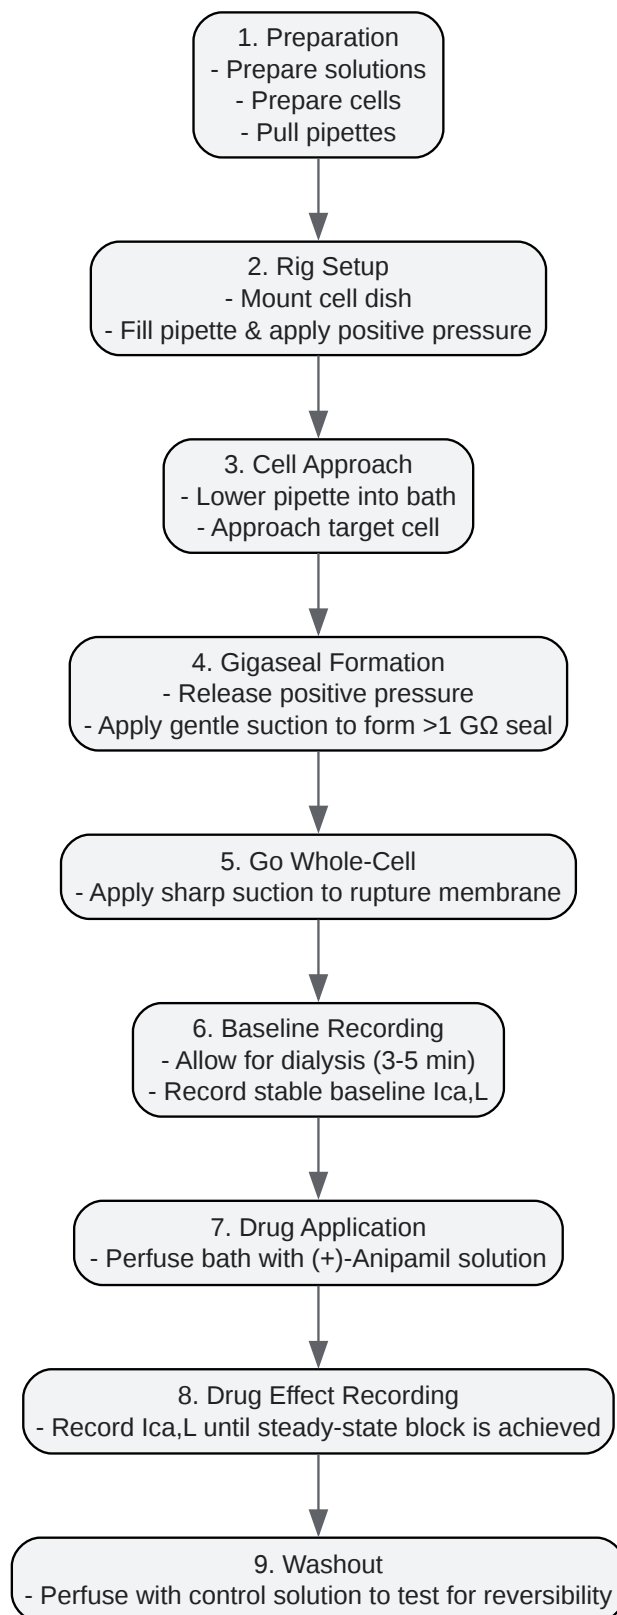 1. Preparation
- Prepare solutions
- Prepare cells
- Pull pipettes
2. Rig Setup
- Mount cell dish
- Fill pipette & apply positive pressure
3. Cell Approach
- Lower pipette into bath
- Approach target cell
4. Gigaseal Formation
- Release positive pressure
- Apply gentle suction to form >1 GΩ seal
5. Go Whole-Cell
- Apply sharp suction to rupture membrane
6. Baseline Recording
- Allow for dialysis (3-5 min)
- Record stable baseline Ica,L
7. Drug Application
- Perfuse bath with (+)-Anipamil solution
8. Drug Effect Recording
- Record Ica,L until steady-state block is achieved
9. Washout
- Perfuse with control solution to test for reversibility